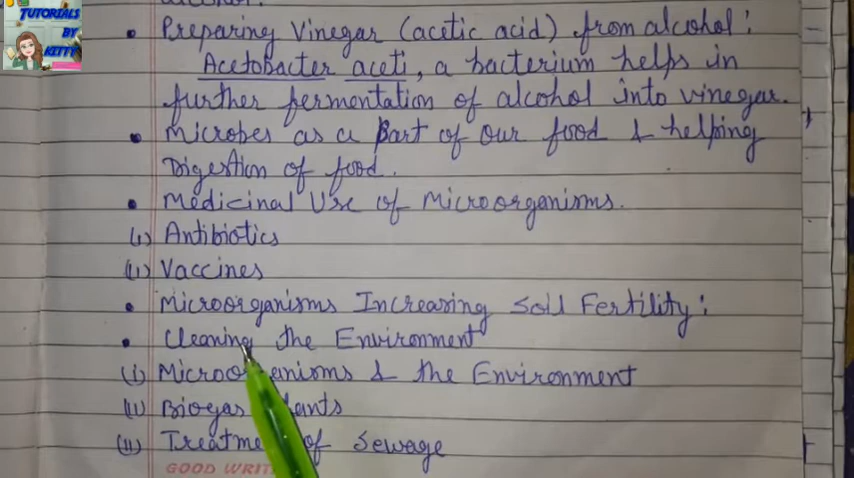 TUTORIALS
BY
KETTY
• Preparing Vinegar (acetic acid) from alcohol:
Acetobacter aceti, a bacterium helps in
further fermentation of alcohol into vinegar.
• Microbes as a Part of Our food & helping
Digestion of food.
• Medicinal Use of Microorganisms.
(i) Antibiotics
(ii) Vaccines
• Microorganisms Increasing Soil Fertility:
• Cleaning the Environment
(i) Microorganisms & the Environment
(ii) Biogas Plants
(iii) Treatment of Sewage
GOOD WRIT